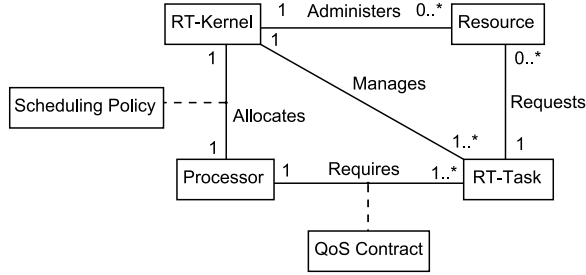 RT-Kernel
1
Administers
0..*
Resource
1
1
0..*
Manages
Scheduling Policy
Allocates
Requests
1
1..*
1
Processor
1
Requires
1..*
RT-Task
QoS Contract